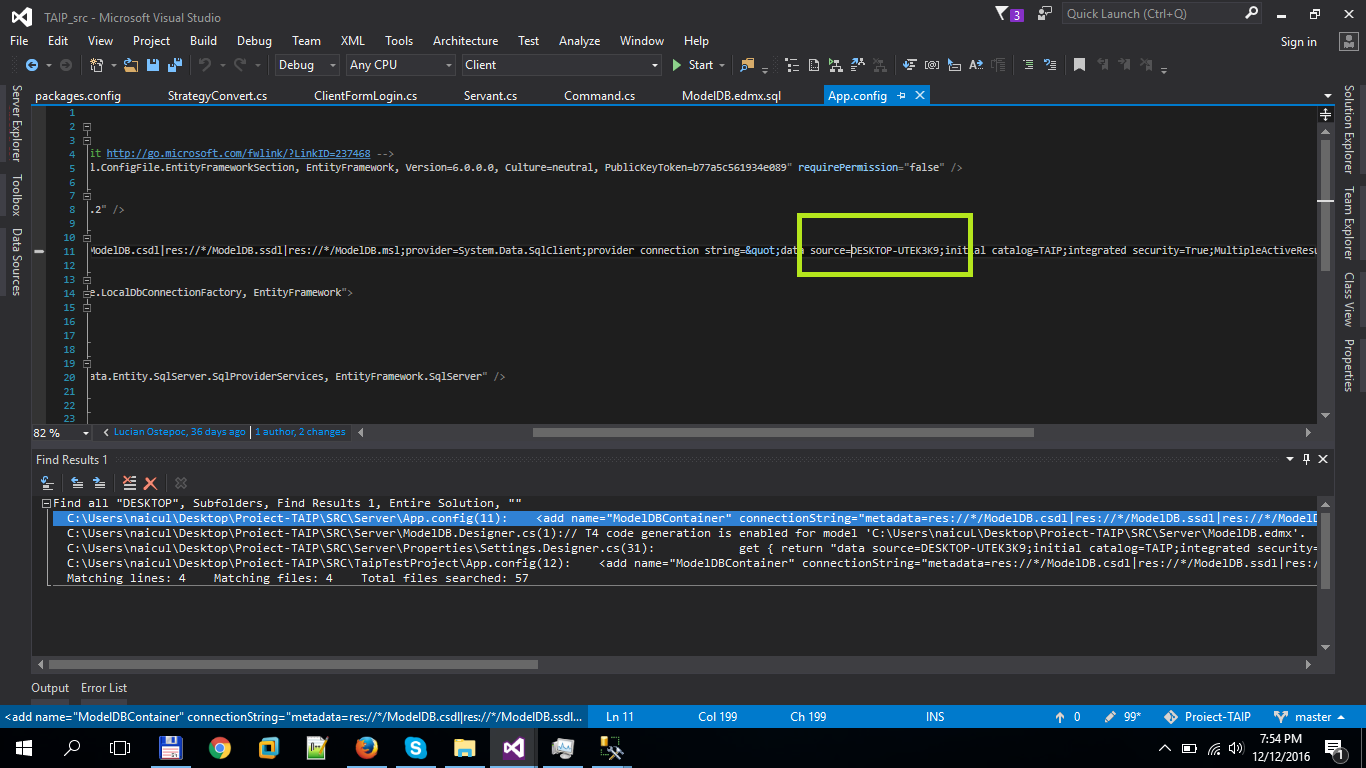 TAIP_src - Microsoft Visual Studio
3
Quick Launch (Ctrl+Q)
File Edit View Project Build Debug Team XML Tools Architecture Test Analyze Window Help
Sign in
Debug Any CPU Client Start
packages.config StrategyConvert.cs ClientFormLogin.cs Servant.cs Command.cs ModelDB.edmx.sql App.config
Server Explorer
Toolbox
Data Sources
Solution Explorer
Team Explorer
Class View
Properties
1
2
3
4 it http://go.microsoft.com/fwlink/?LinkID=237468 -->
5 l.ConfigFile.EntityFrameworkSection, EntityFramework, Version=6.0.0.0, Culture=neutral, PublicKeyToken=b77a5c561934e089" requirePermission="false" />
6
7
8 .2" />
9
10
11 ModelDB.csdl|res://*/ModelDB.ssdl|res://*/ModelDB.msl;provider=System.Data.SqlClient;provider connection string=&quot;data source=DESKTOP-UTEK3K9;initial catalog=TAIP;integrated security=True;MultipleActiveResu
12
13
14 e.LocalDbConnectionFactory, EntityFramework">
15
16
17
18
19
20 ata.Entity.SqlServer.SqlProviderServices, EntityFramework.SqlServer" />
21
22
23
82 % Lucian Ostepoc, 36 days ago | 1 author, 2 changes
Find Results 1
Find all "DESKTOP", Subfolders, Find Results 1, Entire Solution, ""
C:\Users\naicul\Desktop\Proiect-TAIP\SRC\Server\App.config(11): <add name="ModelDBContainer" connectionString="metadata=res://*/ModelDB.csdl|res://*/ModelDB.ssdl|res://*/ModelD
C:\Users\naicul\Desktop\Proiect-TAIP\SRC\Server\ModelDB.Designer.cs(1):// T4 code generation is enabled for model 'C:\Users\naicuL\Desktop\Proiect-TAIP\SRC\Server\ModelDB.edmx'.
C:\Users\naicul\Desktop\Proiect-TAIP\SRC\Server\Properties\Settings.Designer.cs(31): get { return "data source=DESKTOP-UTEK3K9;initial catalog=TAIP;integrated security=
C:\Users\naicul\Desktop\Proiect-TAIP\SRC\TaipTestProject\App.config(12): <add name="ModelDBContainer" connectionString="metadata=res://*/ModelDB.csdl|res://*/ModelDB.ssdl|res:/
Matching lines: 4 Matching files: 4 Total files searched: 57
Output Error List
<add name="ModelDBContainer" connectionString="metadata=res://*/ModelDB.csdl|res://*/ModelDB.ssdl... Ln 11 Col 199 Ch 199 INS 0 99* Proiect-TAIP master
7:54 PM
12/12/2016
1